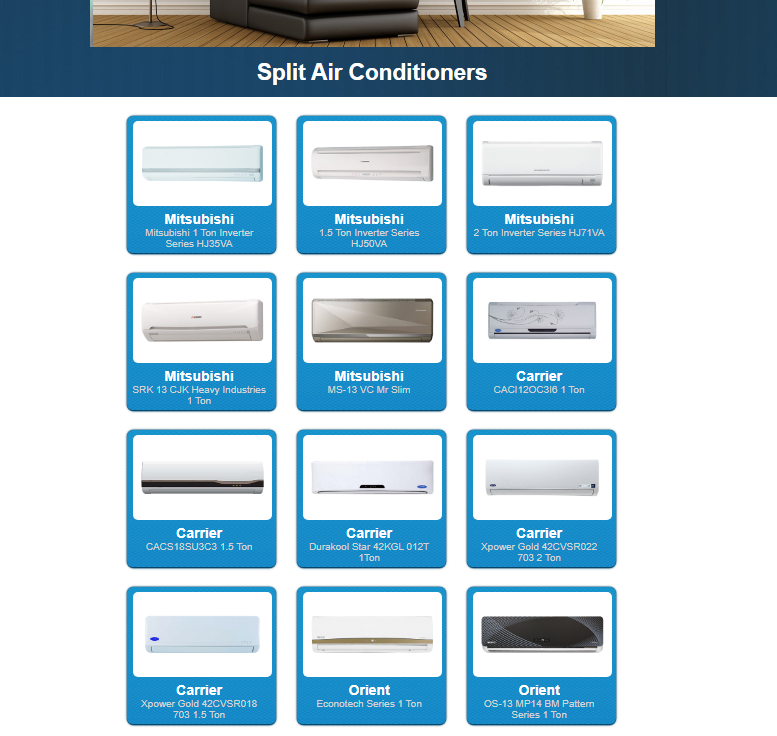 Split Air Conditioners
Mitsubishi
Mitsubishi 1 Ton Inverter
Series HJ35VA
Mitsubishi
1.5 Ton Inverter Series
HJ50VA
Mitsubishi
2 Ton Inverter Series HJ71VA
Mitsubishi
SRK 13 CJK Heavy Industries
1 Ton
Mitsubishi
MS-13 VC Mr Slim
Carrier
CACI12OC3I6 1 Ton
Carrier
CACS18SU3C3 1.5 Ton
Carrier
Durakool Star 42KGL 012T
1Ton
Carrier
Xpower Gold 42CVSR022
703 2 Ton
Carrier
Xpower Gold 42CVSR018
703 1.5 Ton
Orient
Econotech Series 1 Ton
Orient
OS-13 MP14 BM Pattern
Series 1 Ton